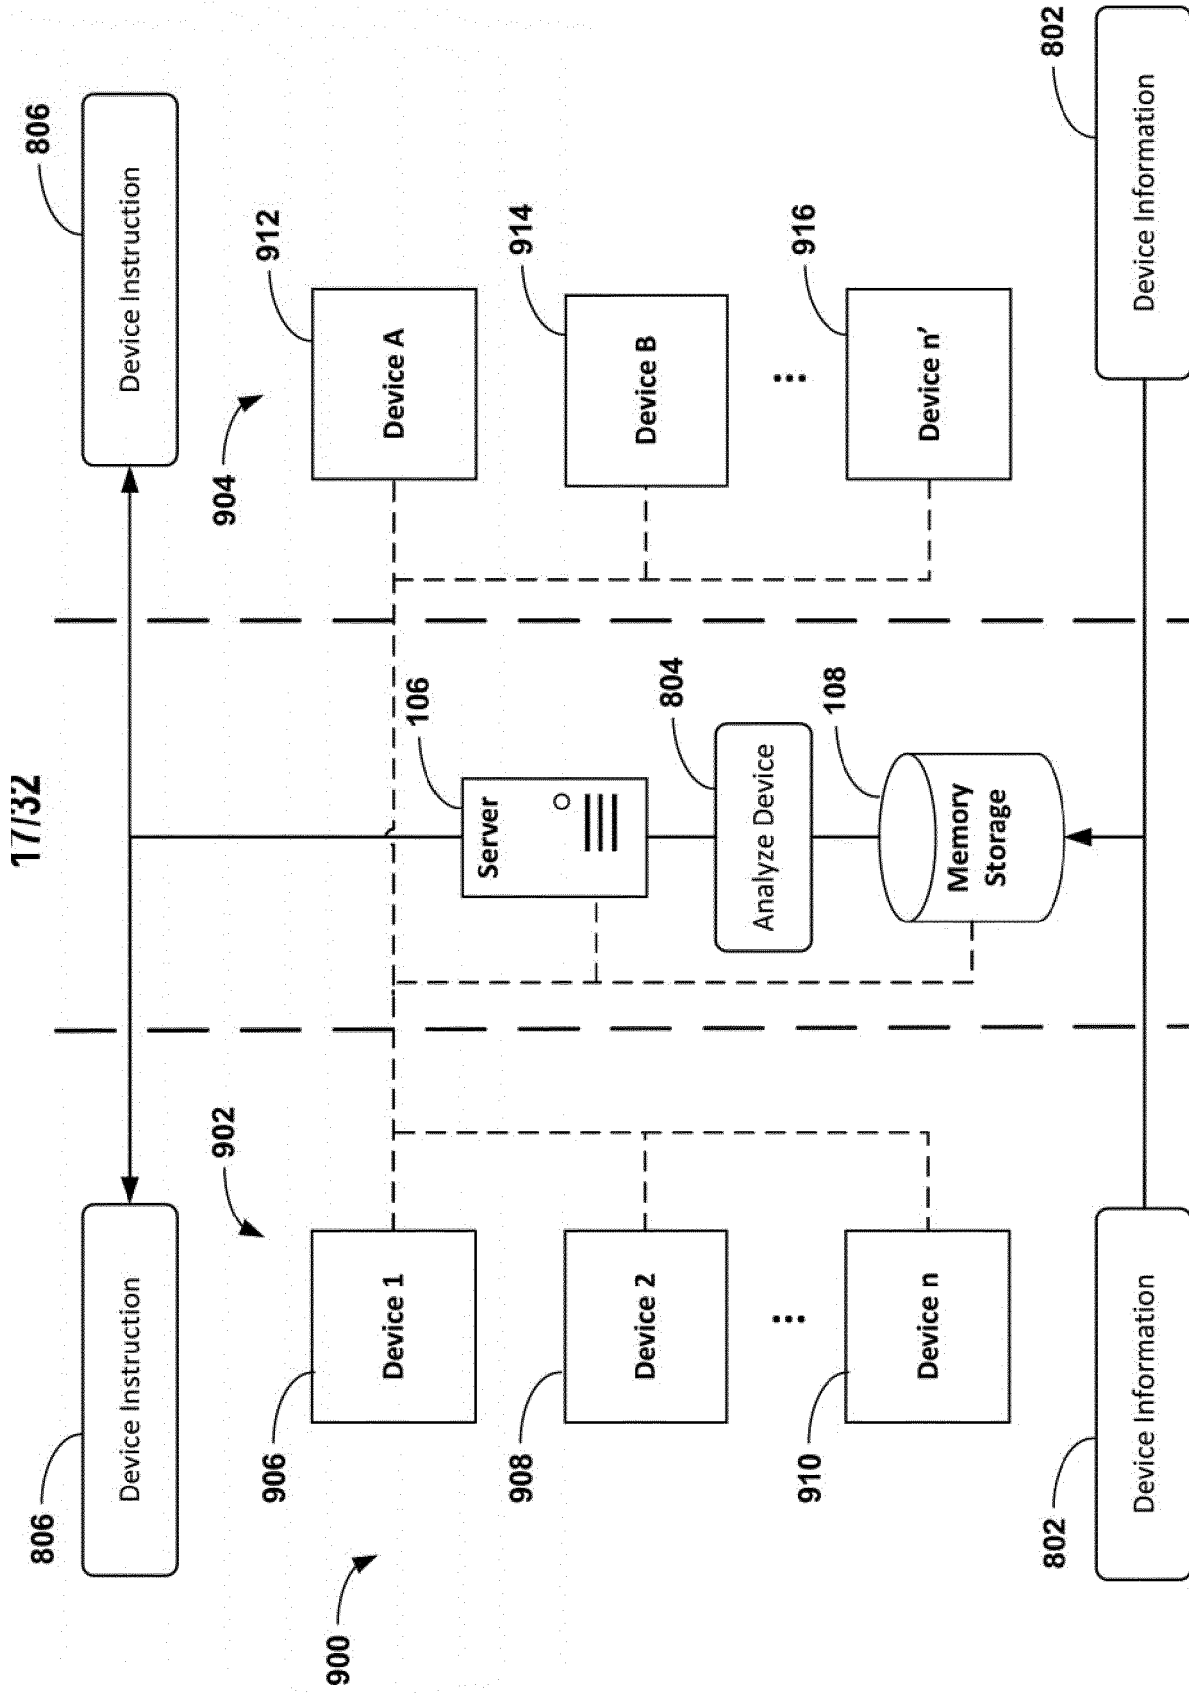 17/32
806
806
Device Instruction
Device Instruction
902
904
906
912
900
Device 1
Device A
106
Server
908
914
Device 2
Device B
804
Analyze Device
...
...
910
108
916
Device n
Memory
Storage
Device n’
802
802
Device Information
Device Information